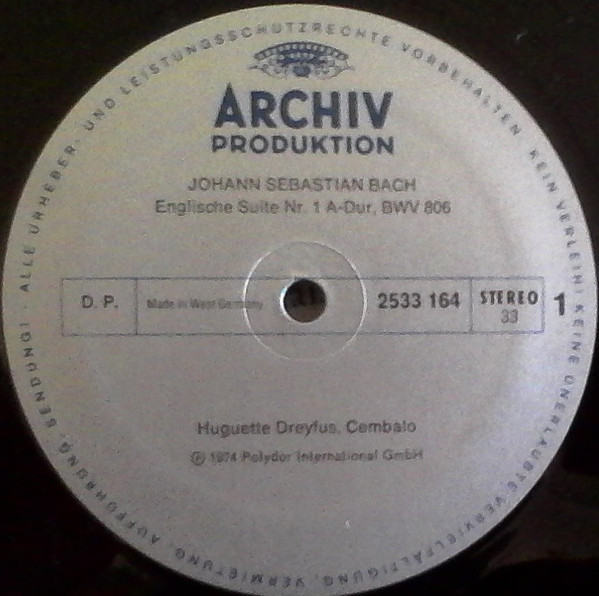 ALLE URHEBER- UND LEISTUNGSSCHUTZRECHTE VORBEHALTEN · KEIN VERLEIH! · KEINE UNERLAUBTE VERVIELFÄLTIGUNG, VERMIETUNG, AUFFÜHRUNG, SENDUNG! ·
ARCHIV
PRODUKTION
JOHANN SEBASTIAN BACH
Englische Suite Nr. 1 A-Dur, BWV 806
D. P. Made in West Germany 2533 164 STEREO 1
33
Huguette Dreyfus, Cembalo
℗ 1974 Polydor International GmbH